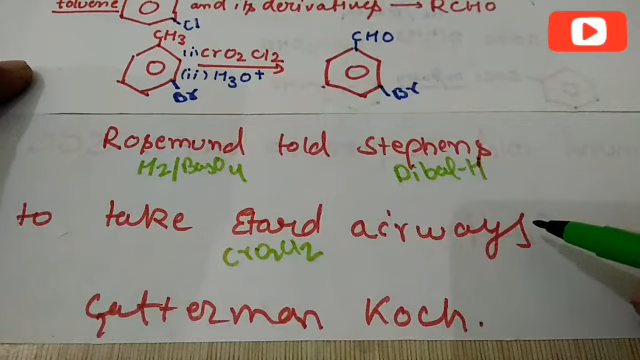 toluene and its derivatives → RCHO
Cl
CH3 (i) CrO2Cl2 CHO
(ii) H3O+
Br Br
Rosemund told Stephens
H2/BaSO4 Dibal-H
to take Etard airways
CrO2Cl2
Gatterman Koch.